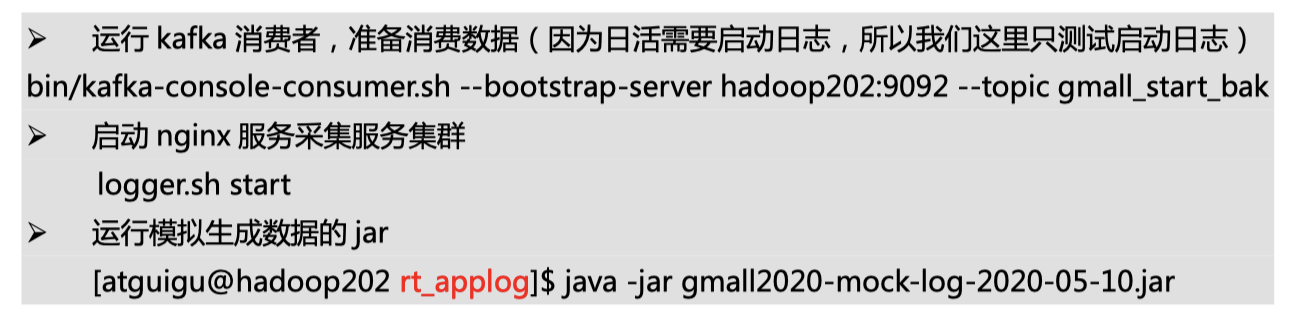 ➢ 运行 kafka 消费者，准备消费数据（因为日活需要启动日志，所以我们这里只测试启动日志）
bin/kafka-console-consumer.sh --bootstrap-server hadoop202:9092 --topic gmall_start_bak
➢ 启动 nginx 服务采集服务集群
logger.sh start
➢ 运行模拟生成数据的 jar
[atguigu@hadoop202 rt_applog]$ java -jar gmall2020-mock-log-2020-05-10.jar